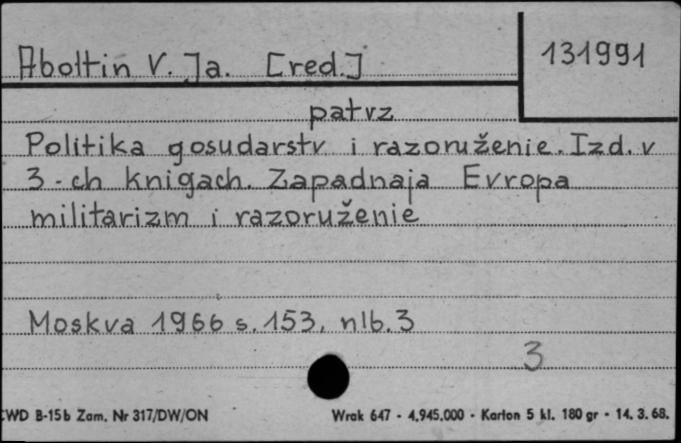 Aboltin V. Ja. [red.]
131991
patrz
Politika gosudarstv i razoruženie. Izd. v
3-ch knigach. Zapadnaja Evropa
militarizm i razoruženie
Moskva 1966 s. 153, nlb. 3
3
CWD B-15b Zam. Nr 317/DW/ON
Wrak 647 - 4.945.000 - Karton 5 kl. 180 gr - 14. 3. 68.